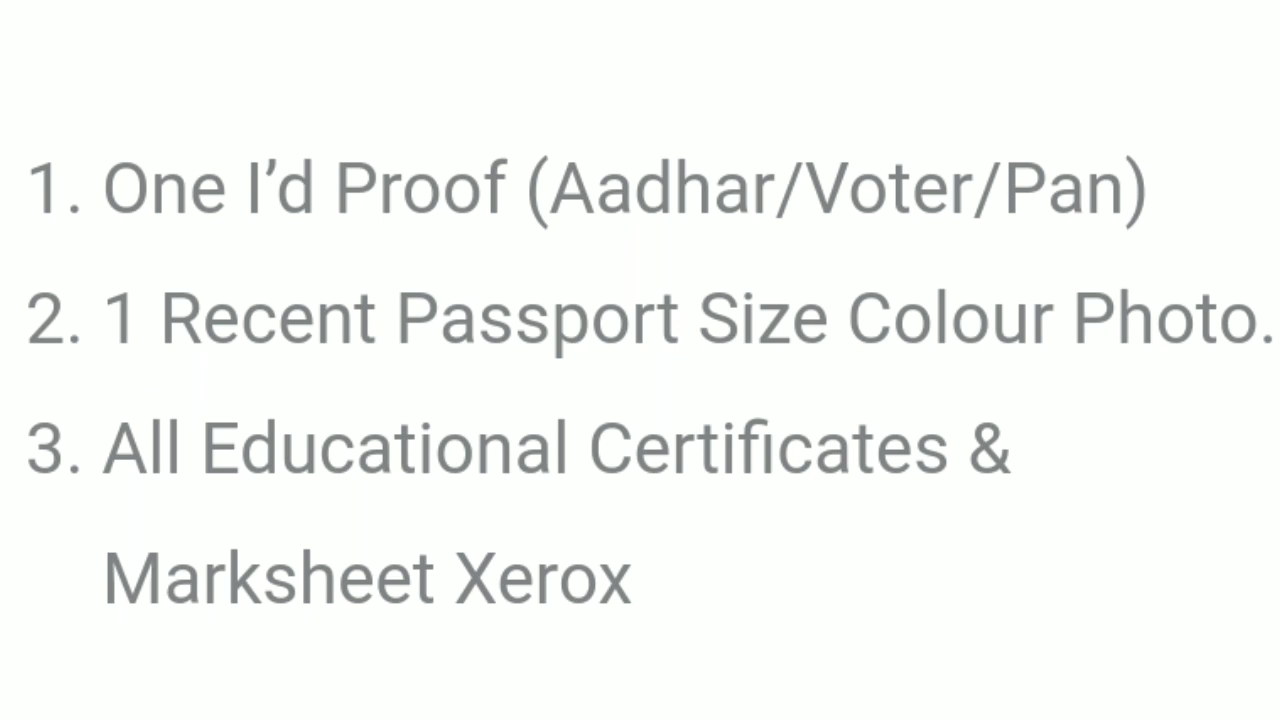 1. One I’d Proof (Aadhar/Voter/Pan)
2. 1 Recent Passport Size Colour Photo.
3. All Educational Certificates &
Marksheet Xerox